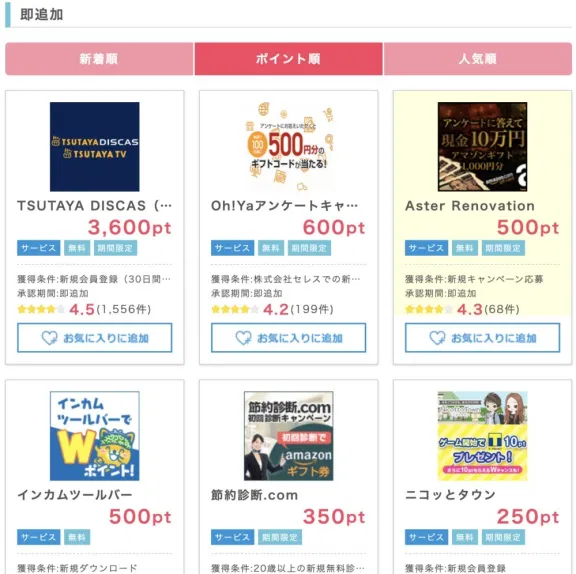 即追加
新着順
ポイント順
人気順
TSUTAYA DISCAS
TSUTAYA TV
TSUTAYA DISCAS（…
3,600pt
サービス 無料 期間限定
獲得条件:新規会員登録（30日間…
承認期間:即追加
4.5(1,556件)
お気に入りに追加
アンケートにお答えいただくと
100
500円分の
ギフトコードが当たる!
Oh!Yaアンケートキャ…
600pt
サービス 無料 期間限定
獲得条件:株式会社セレスでの新…
承認期間:即追加
4.2(199件)
お気に入りに追加
アンケートに答えて
現金10万円
アマゾンギフト
1,000円分
Aster Renovation
500pt
サービス 無料 期間限定
獲得条件:新規キャンペーン応募
承認期間:即追加
4.3(68件)
お気に入りに追加
インカム
ツールバーで
W
ポイント!
インカムツールバー
500pt
サービス 無料
獲得条件:新規ダウンロード
節約診断.com
初回診断キャンペーン
初回診断で
amazon
ギフト券
節約診断.com
350pt
サービス 期間限定
獲得条件:20歳以上の新規無料診…
ゲーム開始で T 10pt
プレゼント!
さらに10ptもらえるWチャンスも!
ニコッとタウン
250pt
サービス 無料 期間限定
獲得条件:新規会員登録